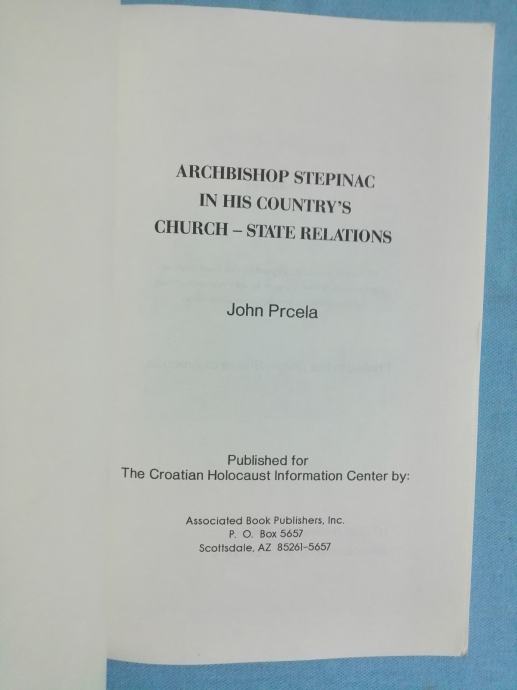 ARCHBISHOP STEPINAC
IN HIS COUNTRY'S
CHURCH – STATE RELATIONS
John Prcela
Published for
The Croatian Holocaust Information Center by:
Associated Book Publishers, Inc.
P. O. Box 5657
Scottsdale, AZ 85261–5657